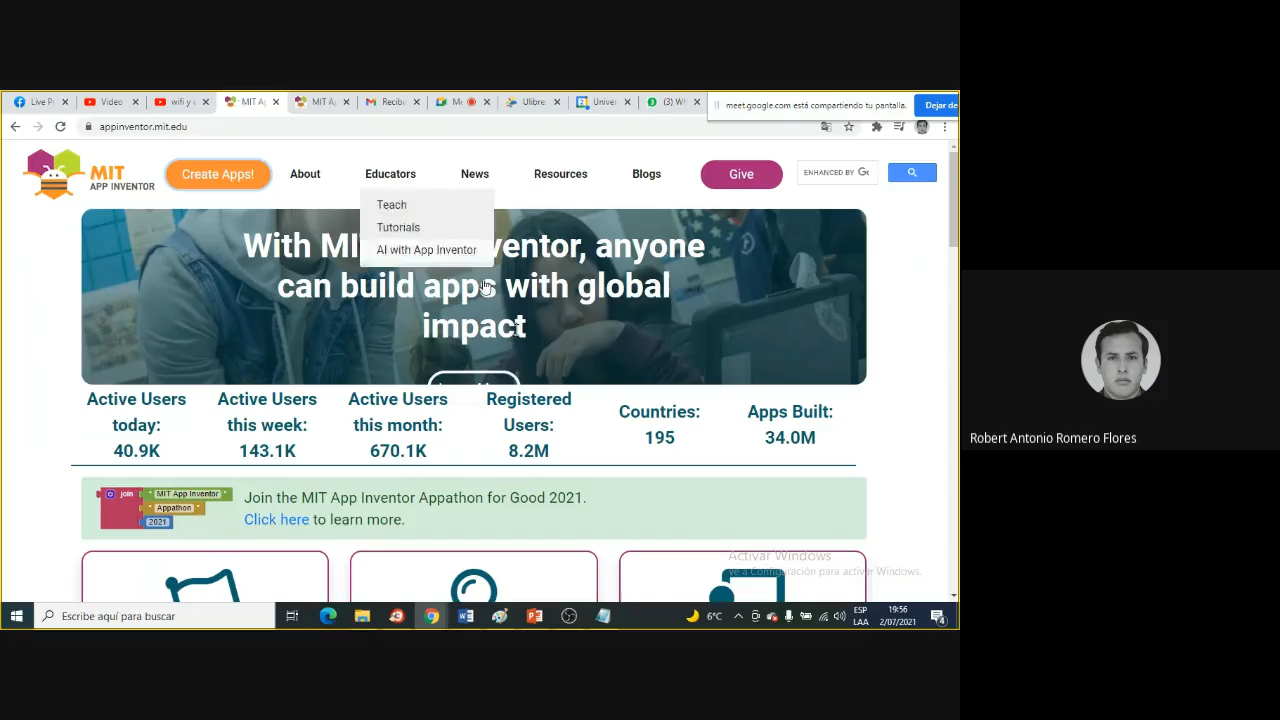 Live P
Video
wifi y
MIT A
MIT A
Recib
Me
Ulibre
Univer
(3) W
meet.google.com está compartiendo tu pantalla.
Dejar de
appinventor.mit.edu
MIT
APP INVENTOR
Create Apps!
About
Educators
News
Resources
Blogs
Give
ENHANCED BY G
Teach
Tutorials
AI with App Inventor
With MI ventor, anyone
can build apps with global
impact
Active Users
today:
40.9K
Active Users
this week:
143.1K
Active Users
this month:
670.1K
Registered
Users:
8.2M
Countries:
195
Apps Built:
34.0M
join
" MIT App Inventor "
" Appathon "
2021
Join the MIT App Inventor Appathon for Good 2021.
Click here to learn more.
Activar Windows
Ve a Configuración para activar Windows.
Robert Antonio Romero Flores
Escribe aquí para buscar
6°C
ESP
LAA
19:56
2/07/2021
4